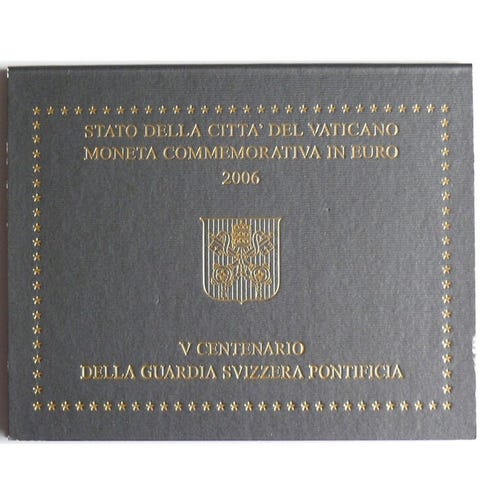 STATO DELLA CITTA' DEL VATICANO
MONETA COMMEMORATIVA IN EURO
2006
V CENTENARIO
DELLA GUARDIA SVIZZERA PONTIFICIA